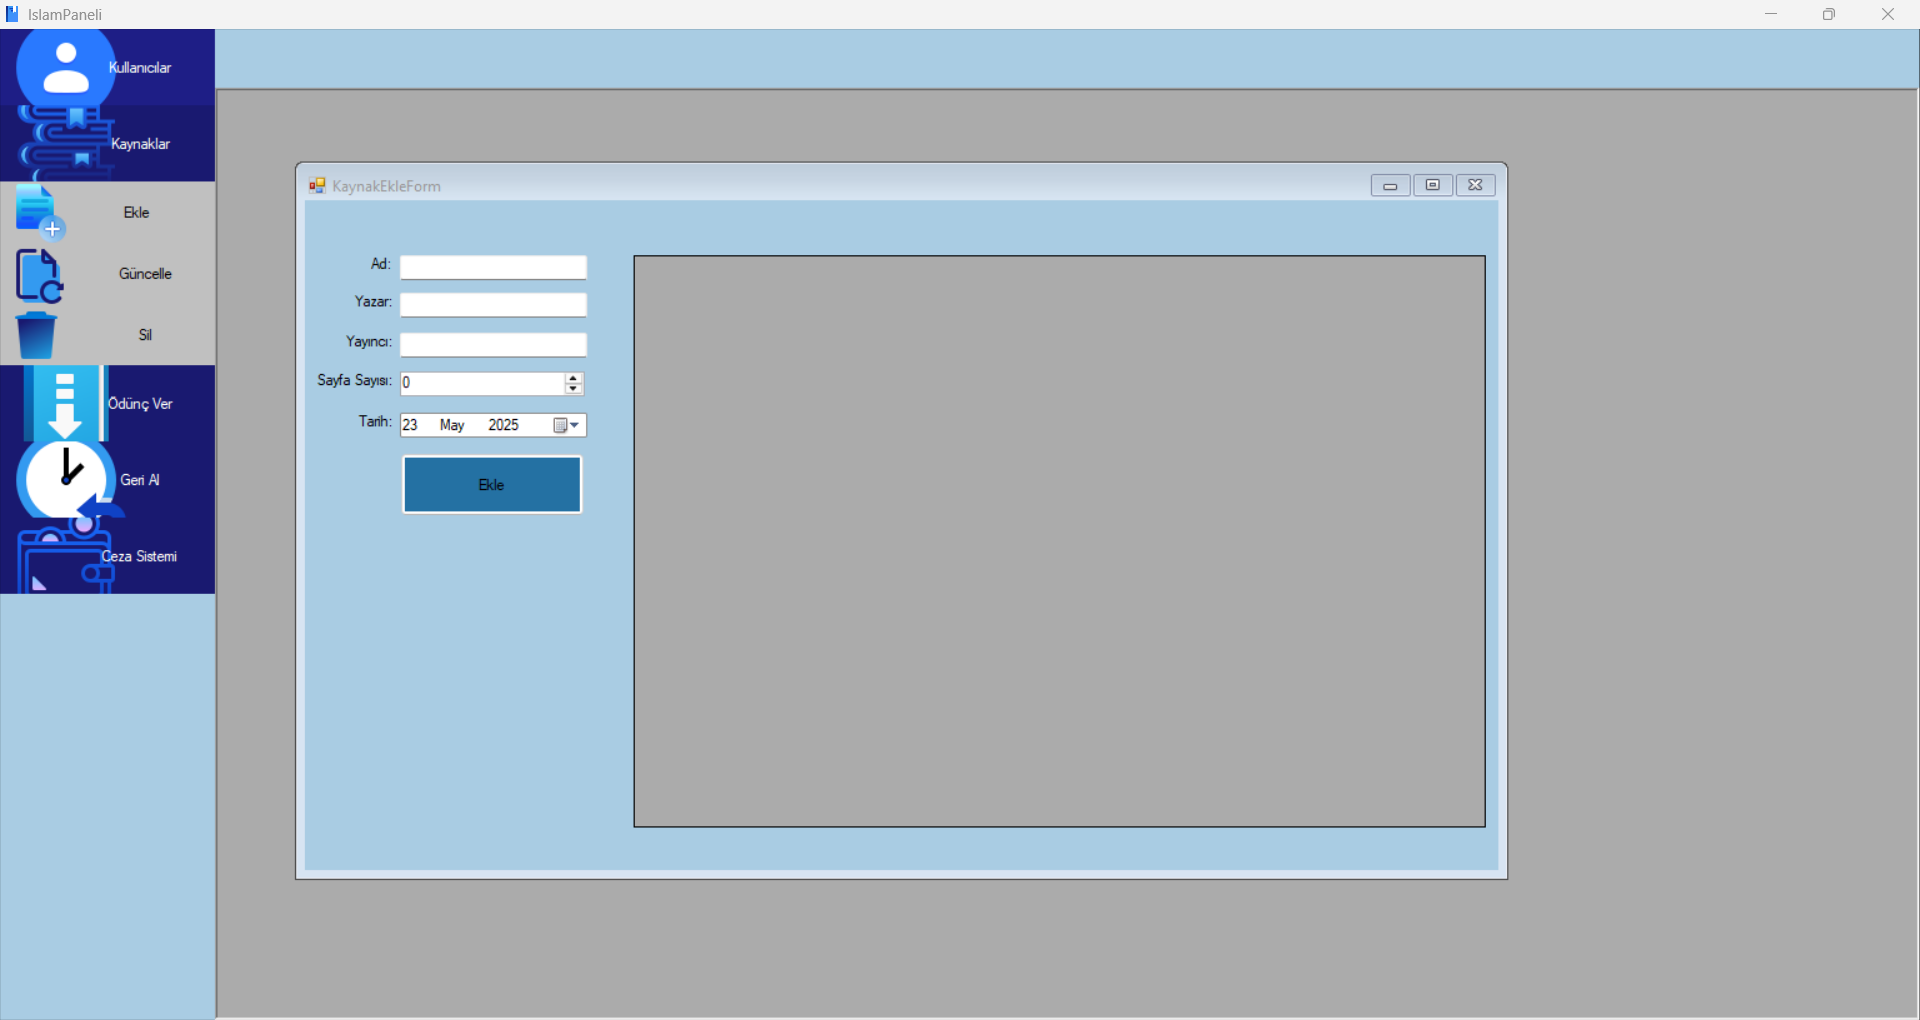 IslamPaneli
Kullanıcılar
Kaynaklar
Ekle
Güncelle
Sil
Ödünç Ver
Geri Al
Ceza Sistemi
KaynakEkleForm
Ad:
Yazar:
Yayıncı:
Sayfa Sayısı: 0
Tarih: 23 May 2025
Ekle